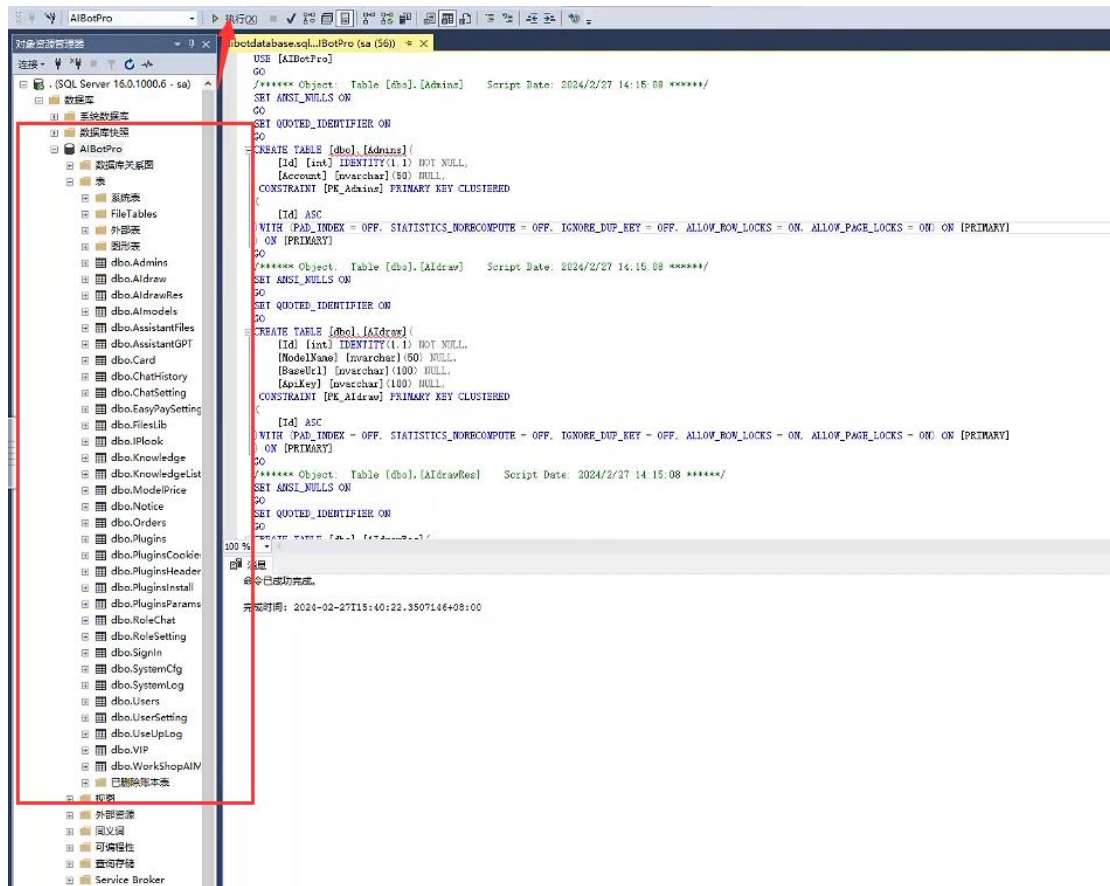 AIBotPro
执行(X)
对象资源管理器
连接
. (SQL Server 16.0.1000.6 - sa)
数据库
系统数据库
数据库快照
AIBotPro
数据库关系图
表
系统表
FileTables
外部表
图形表
dbo.Admins
dbo.AIdraw
dbo.AIdrawRes
dbo.AImodels
dbo.AssistantFiles
dbo.AssistantGPT
dbo.Card
dbo.ChatHistory
dbo.ChatSetting
dbo.EasyPaySetting
dbo.FilesLib
dbo.IPlook
dbo.Knowledge
dbo.KnowledgeList
dbo.ModelPrice
dbo.Notice
dbo.Orders
dbo.Plugins
dbo.PluginsCookie
dbo.PluginsHeader
dbo.PluginsInstall
dbo.PluginsParams
dbo.RoleChat
dbo.RoleSetting
dbo.SignIn
dbo.SystemCfg
dbo.SystemLog
dbo.Users
dbo.UserSetting
dbo.UseUpLog
dbo.VIP
dbo.WorkShopAIM
已删除账本表
视图
外部资源
同义词
可编程性
查询存储
Service Broker
ibotdatabase.sql...IBotPro (sa (56))
USE [AIBotPro]
GO
/****** Object: Table [dbo].[Admins] Script Date: 2024/2/27 14:15:08 ******/
SET ANSI_NULLS ON
GO
SET QUOTED_IDENTIFIER ON
GO
CREATE TABLE [dbo].[Admins](
[Id] [int] IDENTITY(1,1) NOT NULL,
[Account] [nvarchar](50) NULL,
CONSTRAINT [PK_Admins] PRIMARY KEY CLUSTERED
(
[Id] ASC
)WITH (PAD_INDEX = OFF, STATISTICS_NORECOMPUTE = OFF, IGNORE_DUP_KEY = OFF, ALLOW_ROW_LOCKS = ON, ALLOW_PAGE_LOCKS = ON) ON [PRIMARY]
) ON [PRIMARY]
GO
/****** Object: Table [dbo].[AIdraw] Script Date: 2024/2/27 14:15:08 ******/
SET ANSI_NULLS ON
GO
SET QUOTED_IDENTIFIER ON
GO
CREATE TABLE [dbo].[AIdraw](
[Id] [int] IDENTITY(1,1) NOT NULL,
[ModelName] [nvarchar](50) NULL,
[BaseUrl] [nvarchar](100) NULL,
[ApiKey] [nvarchar](100) NULL,
CONSTRAINT [PK_AIdraw] PRIMARY KEY CLUSTERED
(
[Id] ASC
)WITH (PAD_INDEX = OFF, STATISTICS_NORECOMPUTE = OFF, IGNORE_DUP_KEY = OFF, ALLOW_ROW_LOCKS = ON, ALLOW_PAGE_LOCKS = ON) ON [PRIMARY]
) ON [PRIMARY]
GO
/****** Object: Table [dbo].[AIdrawRes] Script Date: 2024/2/27 14:15:08 ******/
SET ANSI_NULLS ON
GO
SET QUOTED_IDENTIFIER ON
GO
CREATE TABLE [dbo].[AIdrawRes](
100 %
消息
命令已成功完成。
完成时间: 2024-02-27T15:40:22.3507146+08:00